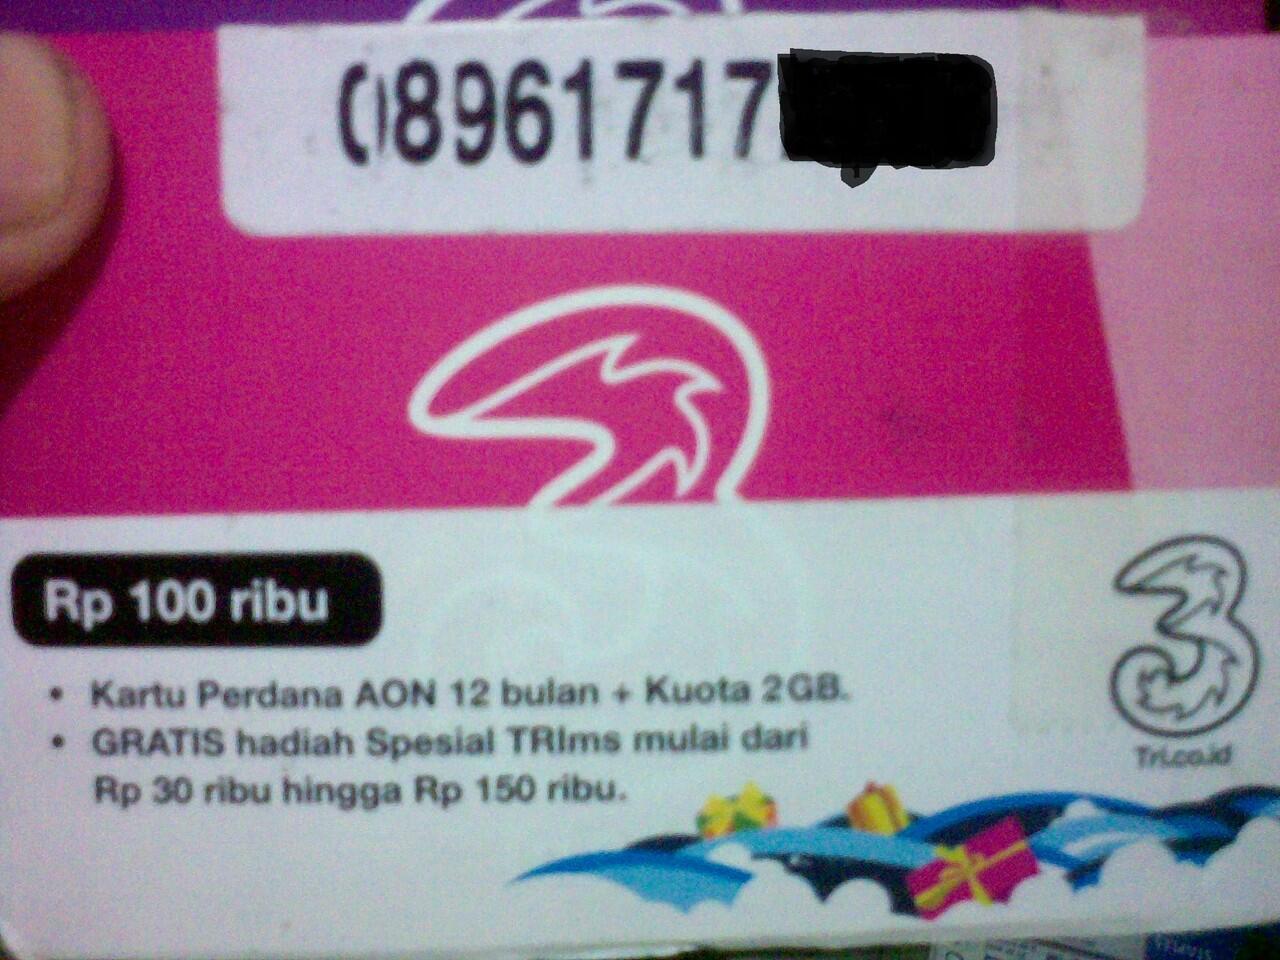 08961717
Rp 100 ribu
• Kartu Perdana AON 12 bulan + Kuota 2GB.
• GRATIS hadiah Spesial TRIms mulai dari
Rp 30 ribu hingga Rp 150 ribu.
3
Tri.co.id